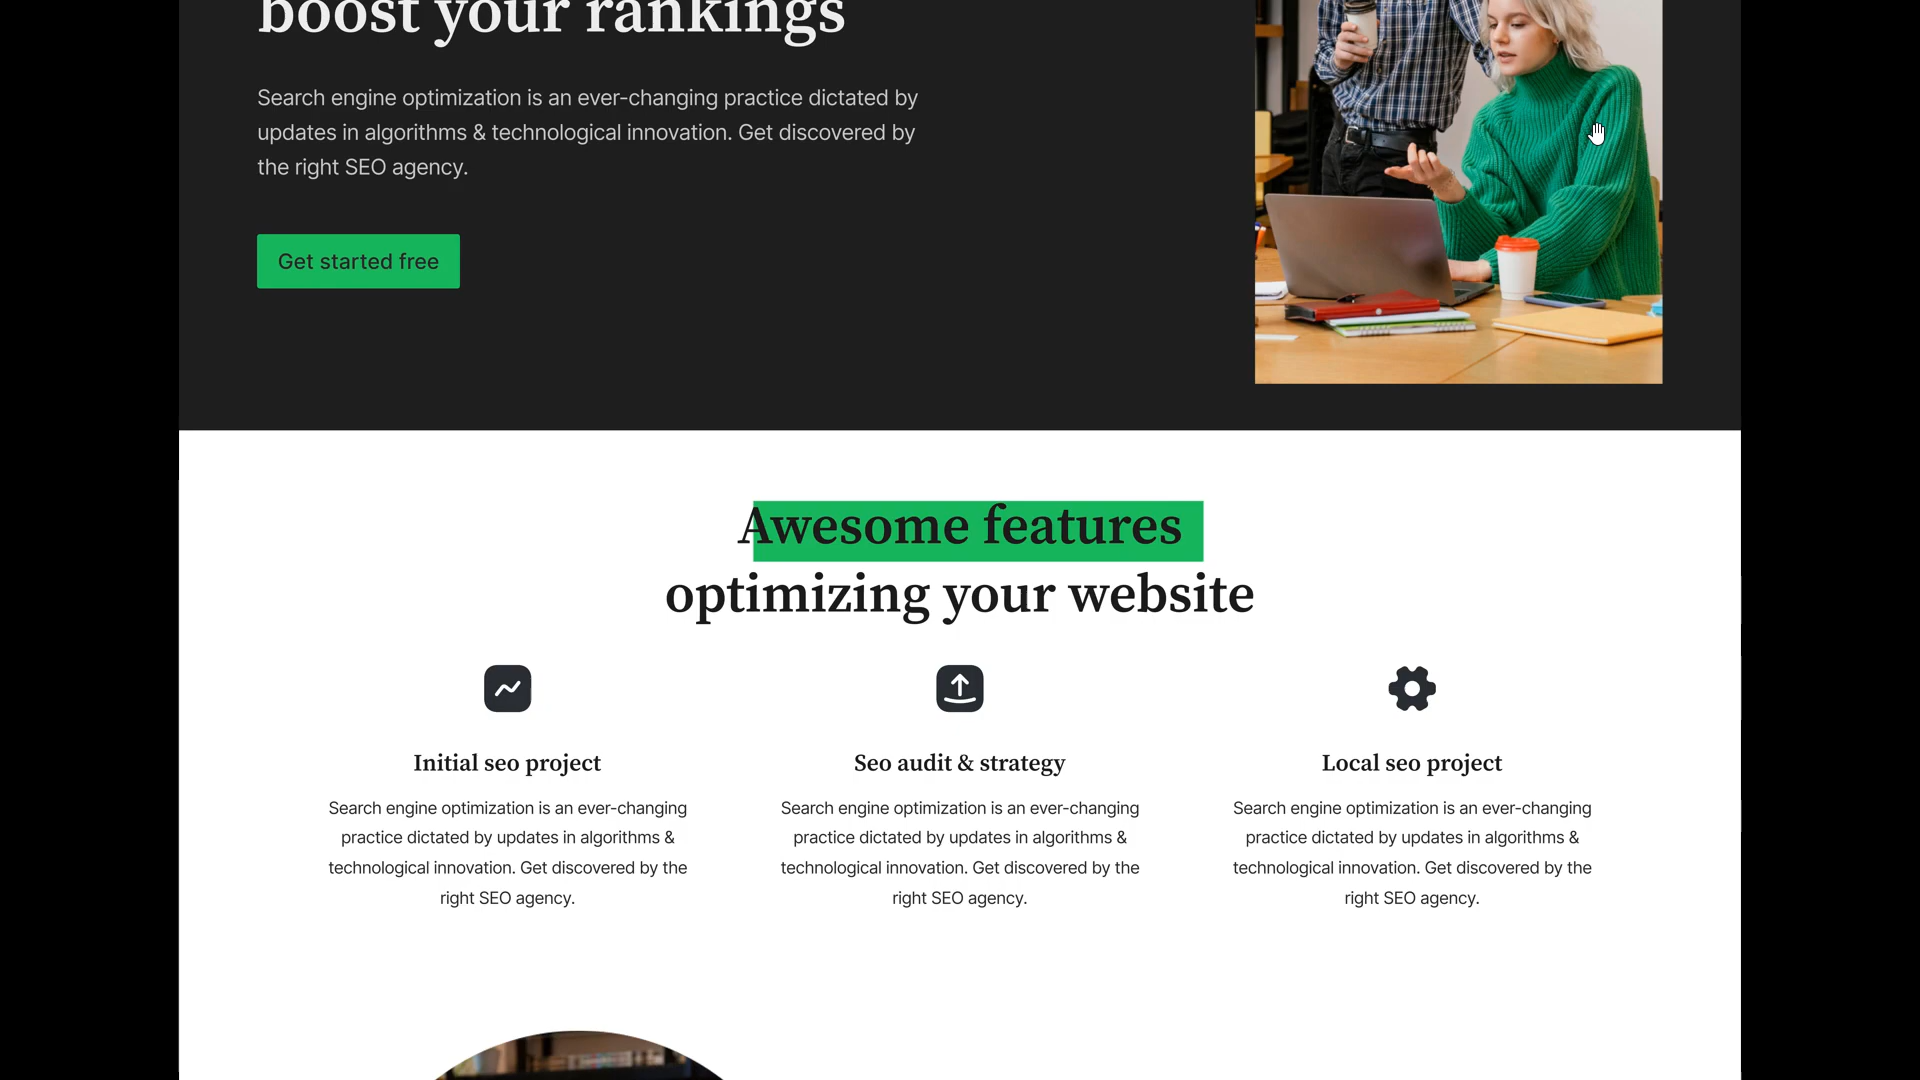 boost your rankings
Search engine optimization is an ever-changing practice dictated by
updates in algorithms & technological innovation. Get discovered by
the right SEO agency.
Get started free
Awesome features
optimizing your website
Initial seo project
Search engine optimization is an ever-changing
practice dictated by updates in algorithms &
technological innovation. Get discovered by the
right SEO agency.
Seo audit & strategy
Search engine optimization is an ever-changing
practice dictated by updates in algorithms &
technological innovation. Get discovered by the
right SEO agency.
Local seo project
Search engine optimization is an ever-changing
practice dictated by updates in algorithms &
technological innovation. Get discovered by the
right SEO agency.